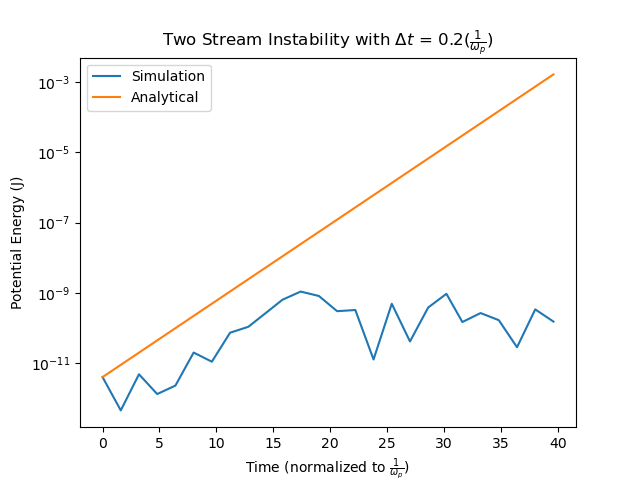 Two Stream Instability with Δt = 0.2(1/ω_p)
Simulation
Analytical
Potential Energy (J)
10⁻³
10⁻⁵
10⁻⁷
10⁻⁹
10⁻¹¹
0 5 10 15 20 25 30 35 40
Time (normalized to 1/ω_p)